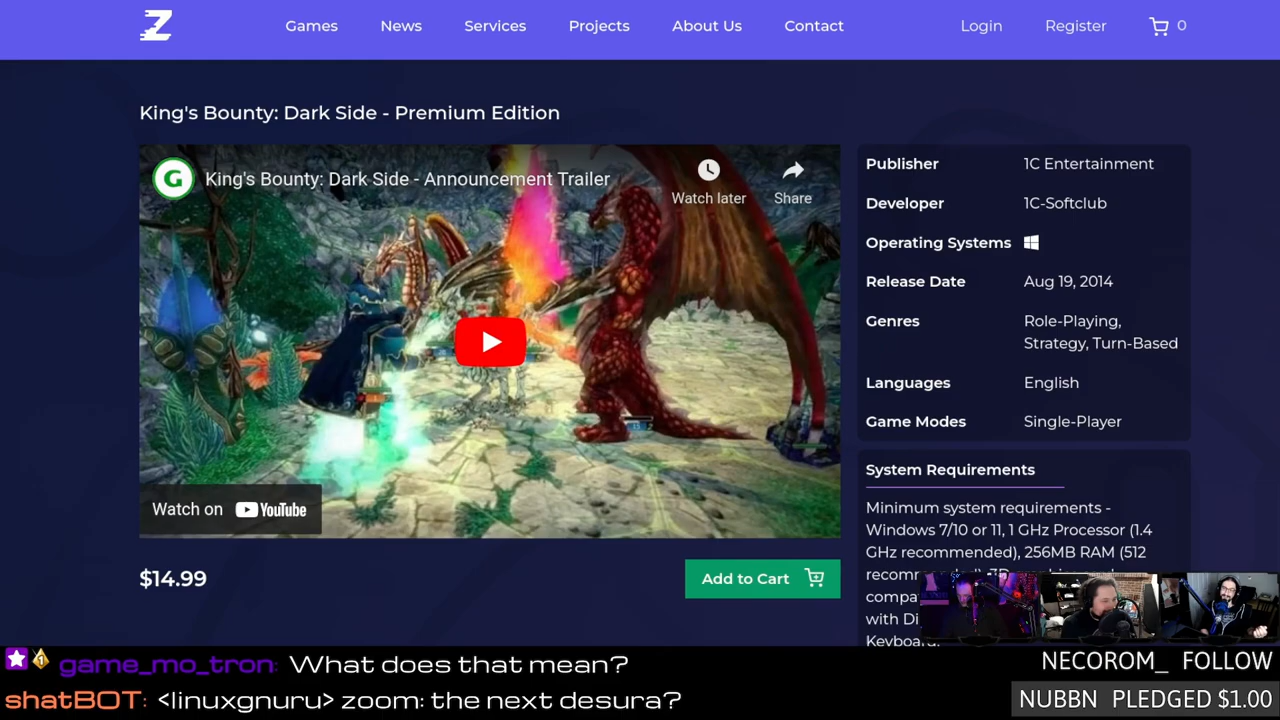 Z
Games
News
Services
Projects
About Us
Contact
Login
Register
0
King's Bounty: Dark Side - Premium Edition
G
King's Bounty: Dark Side - Announcement Trailer
Watch later
Share
Watch on YouTube
$14.99
Add to Cart
Publisher 1C Entertainment
Developer 1C-Softclub
Operating Systems
Release Date Aug 19, 2014
Genres Role-Playing,
Strategy, Turn-Based
Languages English
Game Modes Single-Player
System Requirements
Minimum system requirements -
Windows 7/10 or 11, 1 GHz Processor (1.4
GHz recommended), 256MB RAM (512
with
Keyboard,
game_mo_tron: What does that mean?
shatBOT: <linuxgnuru> zoom: the next desura?
NECOROM_ FOLLOW
NUBBN PLEDGED $1.00